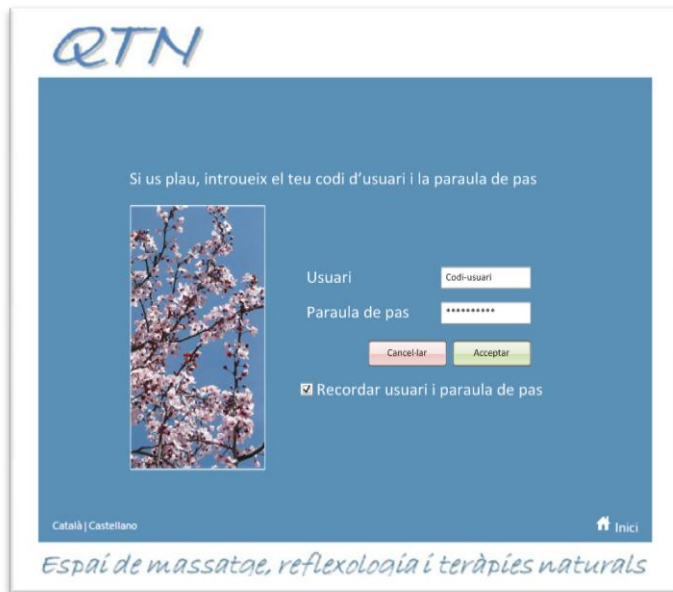 QTN
Si us plau, introueix el teu codi d'usuari i la paraula de pas
Usuari
Codi-usuari
Paraula de pas
**********
Cancel·lar
Acceptar
Recordar usuari i paraula de pas
Català | Castellano
Inici
Espai de massatge, reflexologia i teràpies naturals